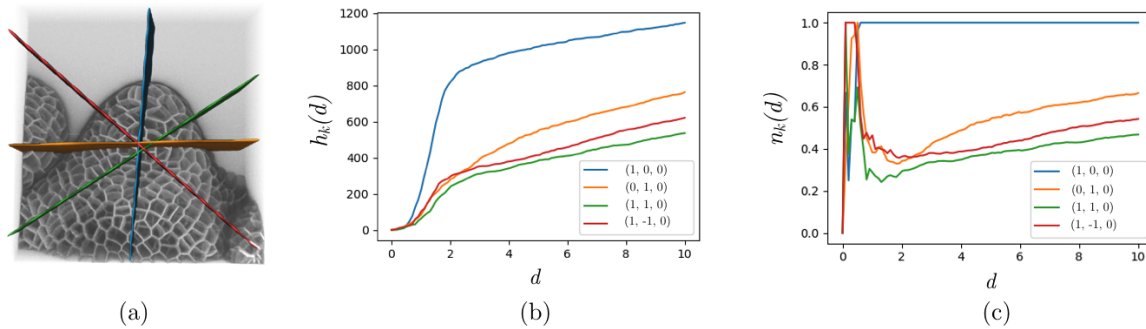 1200
1000
800
600
400
200
0
h_k(d)
0 2 4 6 8 10
d
(1, 0, 0)
(0, 1, 0)
(1, 1, 0)
(1, -1, 0)
1.0
0.8
0.6
0.4
0.2
0.0
n_k(d)
0 2 4 6 8 10
d
(1, 0, 0)
(0, 1, 0)
(1, 1, 0)
(1, -1, 0)
(a) (b) (c)